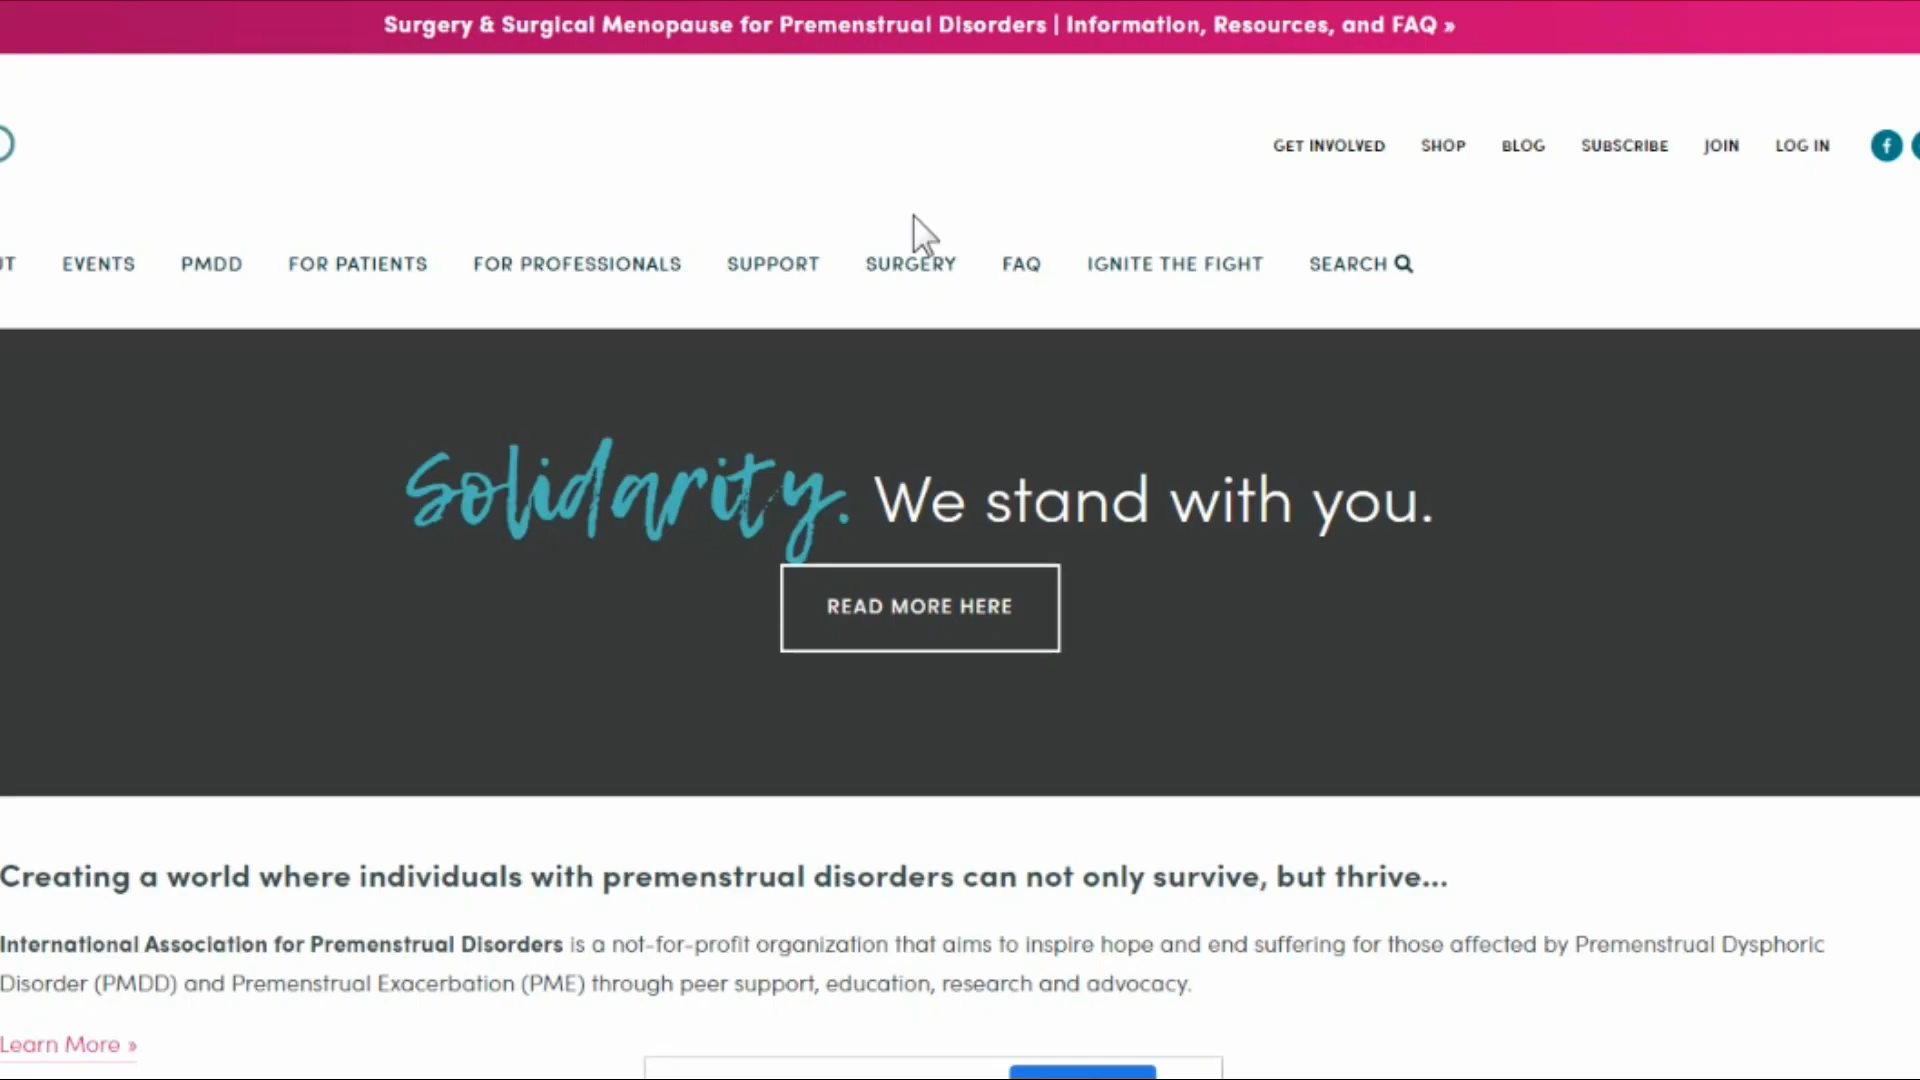 Surgery & Surgical Menopause for Premenstrual Disorders | Information, Resources, and FAQ »
GET INVOLVED SHOP BLOG SUBSCRIBE JOIN LOG IN
EVENTS PMDD FOR PATIENTS FOR PROFESSIONALS SUPPORT SURGERY FAQ IGNITE THE FIGHT SEARCH
Solidarity. We stand with you.
READ MORE HERE
Creating a world where individuals with premenstrual disorders can not only survive, but thrive...
International Association for Premenstrual Disorders is a not-for-profit organization that aims to inspire hope and end suffering for those affected by Premenstrual Dysphoric
Disorder (PMDD) and Premenstrual Exacerbation (PME) through peer support, education, research and advocacy.
Learn More »